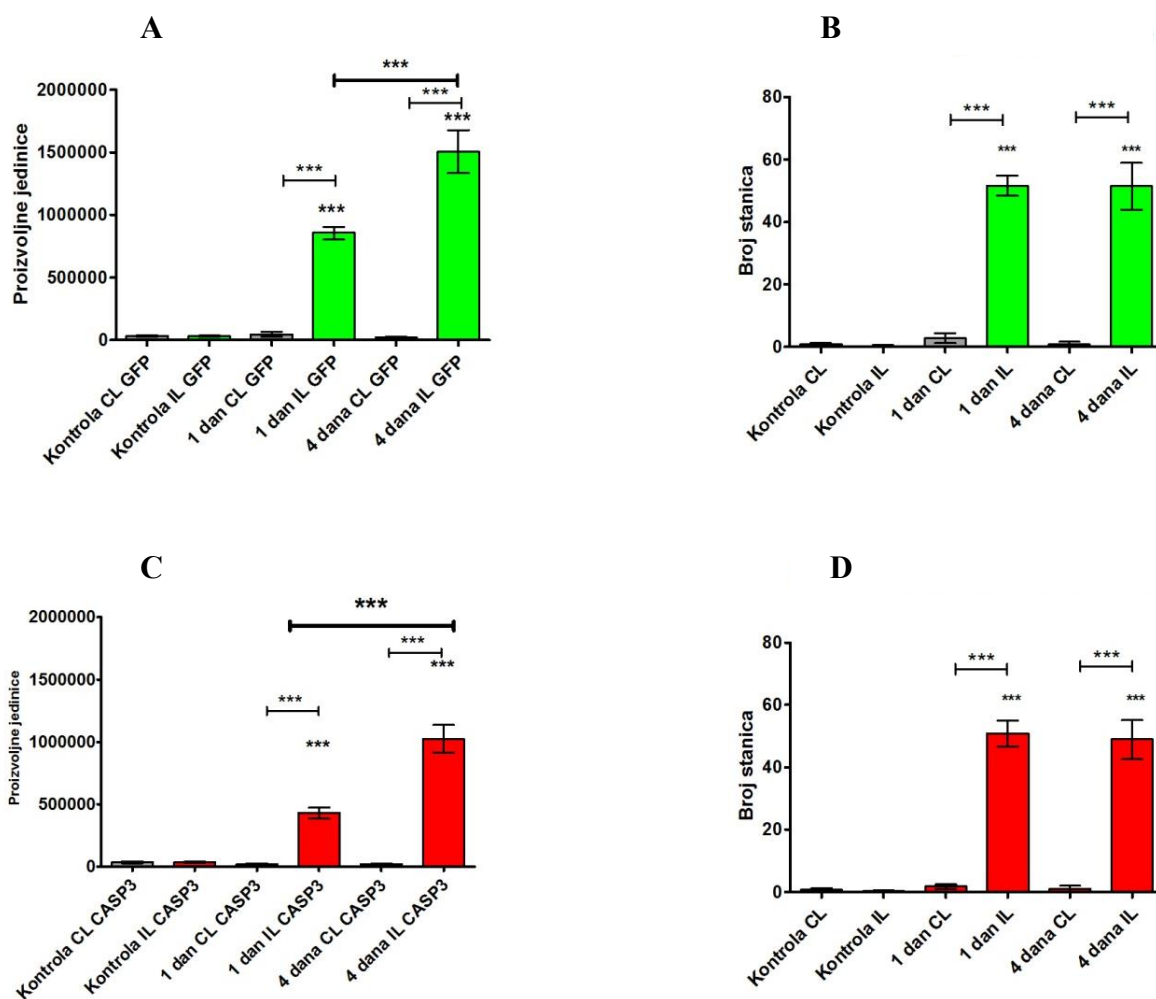 A
Proizvoljne jedinice
2000000
1500000
1000000
500000
0
***
***
***
***
***
Kontrola CL GFP
Kontrola IL GFP
1 dan CL GFP
1 dan IL GFP
4 dana CL GFP
4 dana IL GFP
B
Broj stanica
80
60
40
20
0
***
***
***
***
Kontrola CL
Kontrola IL
1 dan CL
1 dan IL
4 dana CL
4 dana IL
C
Proizvoljne jedinice
2000000
1500000
1000000
500000
0
***
***
***
***
***
Kontrola CL CASP3
Kontrola IL CASP3
1 dan CL CASP3
1 dan IL CASP3
4 dana CL CASP3
4 dana IL CASP3
D
Broj stanica
80
60
40
20
0
***
***
***
***
Kontrola CL
Kontrola IL
1 dan CL
1 dan IL
4 dana CL
4 dana IL